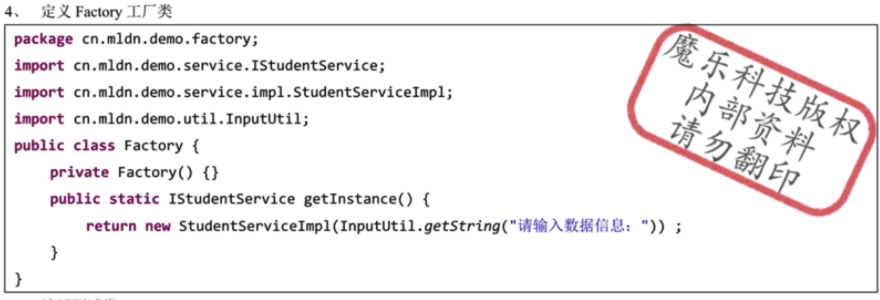 4、 定义 Factory 工厂类
package cn.mldn.demo.factory;
import cn.mldn.demo.service.IStudentService;
import cn.mldn.demo.service.impl.StudentServiceImpl;
import cn.mldn.demo.util.InputUtil;
public class Factory {
    private Factory() {}
    public static IStudentService getInstance() {
        return new StudentServiceImpl(InputUtil.getString("请输入数据信息：")) ;
    }
}
魔乐科技版权
内部资料
请勿翻印